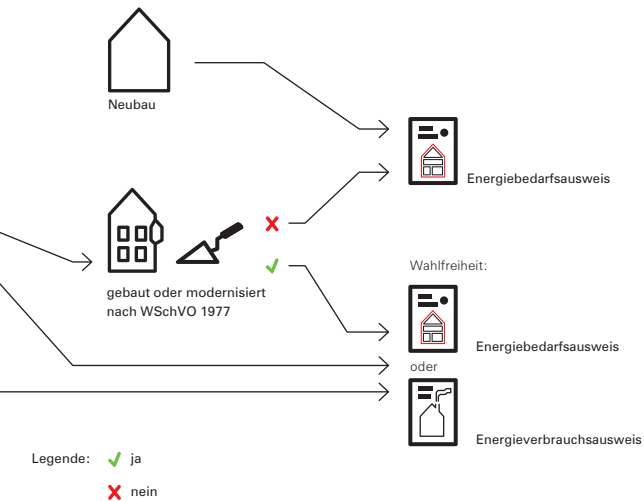 Neubau
Energiebedarfsausweis
gebaut oder modernisiert
nach WSchVO 1977
Wahlfreiheit:
Energiebedarfsausweis
oder
Energieverbrauchsausweis
Legende: ja
nein